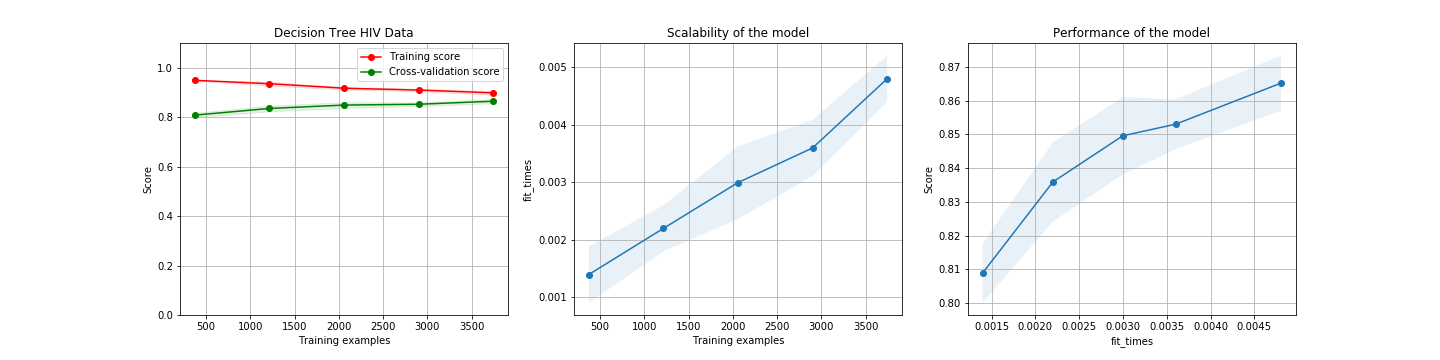 Decision Tree HIV Data
Training score
Cross-validation score
1.0
0.8
0.6
0.4
0.2
0.0
Score
500 1000 1500 2000 2500 3000 3500
Training examples
Scalability of the model
0.005
0.004
0.003
0.002
0.001
fit_times
500 1000 1500 2000 2500 3000 3500
Training examples
Performance of the model
0.87
0.86
0.85
0.84
0.83
0.82
0.81
0.80
Score
0.0015 0.0020 0.0025 0.0030 0.0035 0.0040 0.0045
fit_times